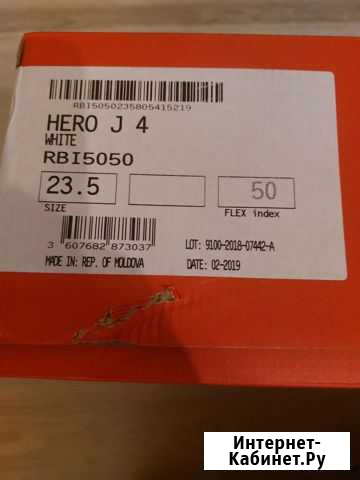 RBI5050235805415219
HERO J 4
WHITE
RBI5050
23.5
50
SIZE
FLEX index
3 607682 873037
LOT: 9100-2018-07442-A
MADE IN: REP. OF MOLDOVA
DATE: 02-2019
Интернет-
Кабинет.Ру